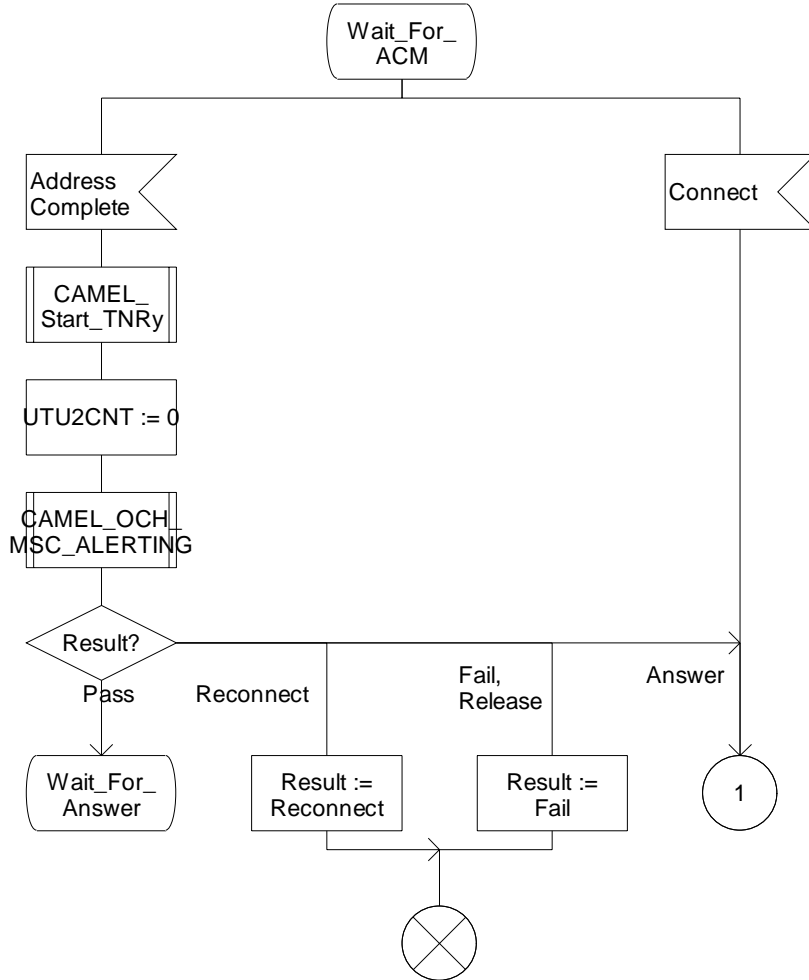 Wait_For_
ACM
Address
Complete
Connect
CAMEL_
Start_TNRy
UTU2CNT := 0
CAMEL_OCH_
MSC_ALERTING
Result?
Pass
Reconnect
Fail,
Release
Answer
Wait_For_
Answer
Result :=
Reconnect
Result :=
Fail
1